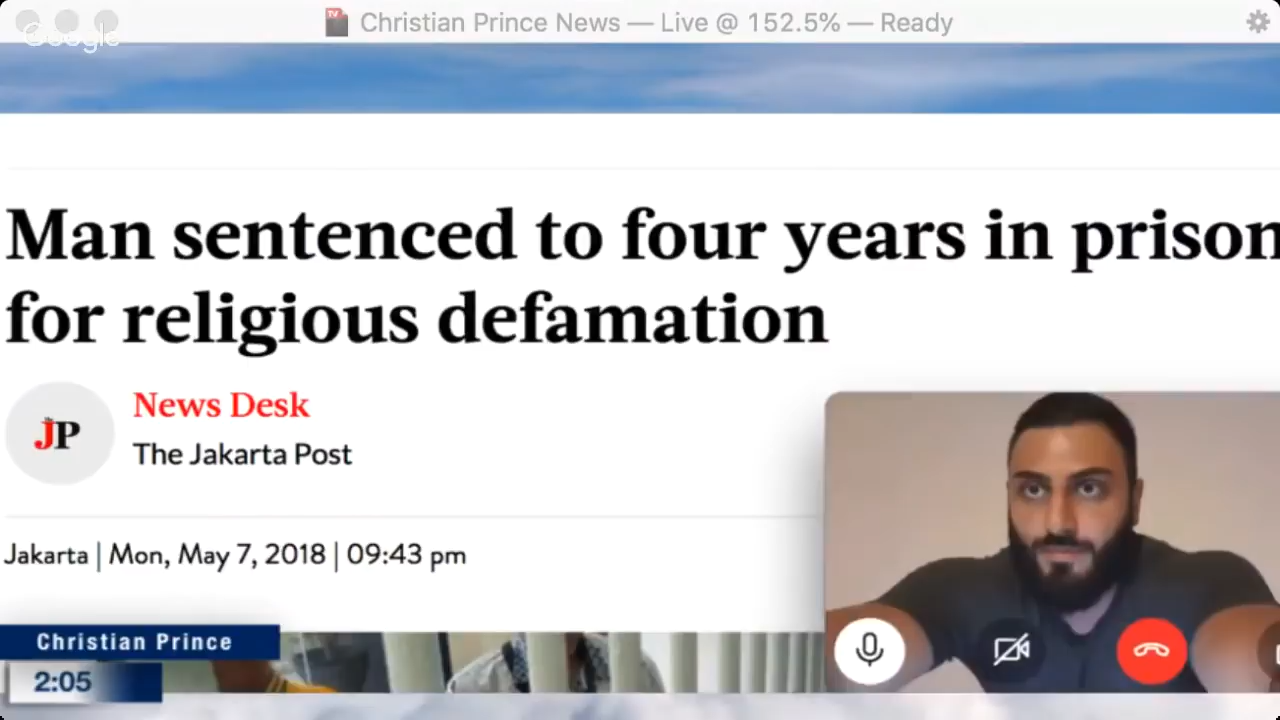 TV
Christian Prince News — Live @ 152.5% — Ready
Google
Man sentenced to four years in prison
for religious defamation
JP
News Desk
The Jakarta Post
Jakarta | Mon, May 7, 2018 | 09:43 pm
Christian Prince
2:05